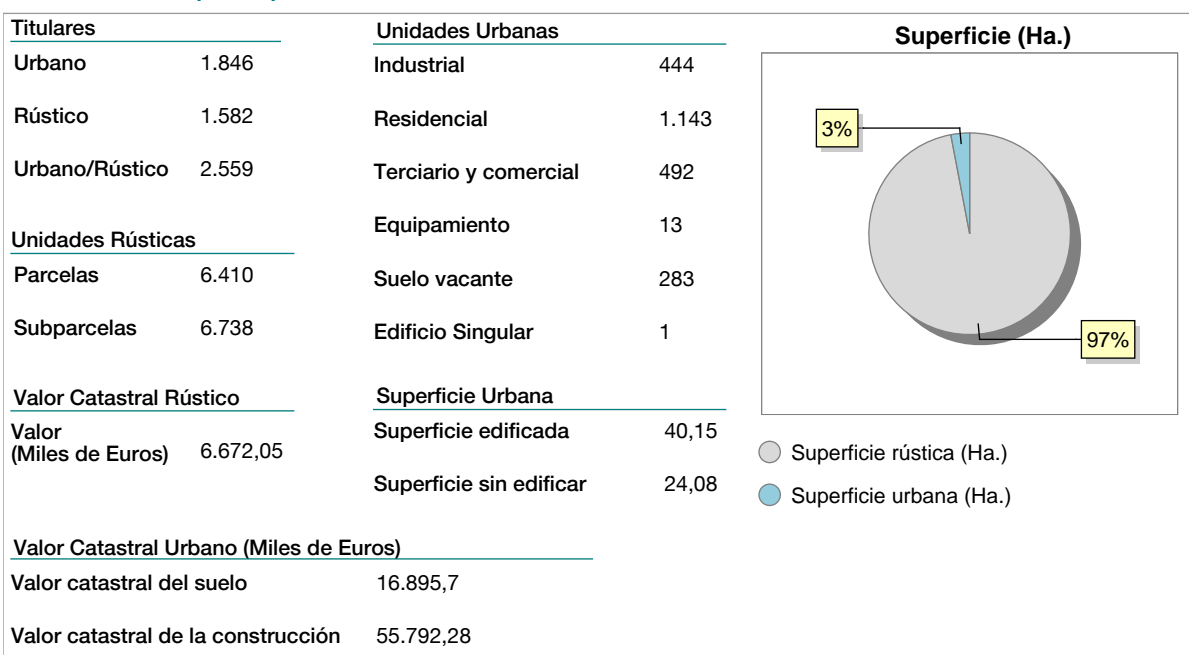 Titulares
Urbano 1.846
Rústico 1.582
Urbano/Rústico 2.559
Unidades Rústicas
Parcelas 6.410
Subparcelas 6.738
Valor Catastral Rústico
Valor
(Miles de Euros) 6.672,05
Unidades Urbanas
Industrial 444
Residencial 1.143
Terciario y comercial 492
Equipamiento 13
Suelo vacante 283
Edificio Singular 1
Superficie Urbana
Superficie edificada 40,15
Superficie sin edificar 24,08
Valor Catastral Urbano (Miles de Euros)
Valor catastral del suelo 16.895,7
Valor catastral de la construcción 55.792,28
Superficie (Ha.)
3%
97%
Superficie rústica (Ha.)
Superficie urbana (Ha.)